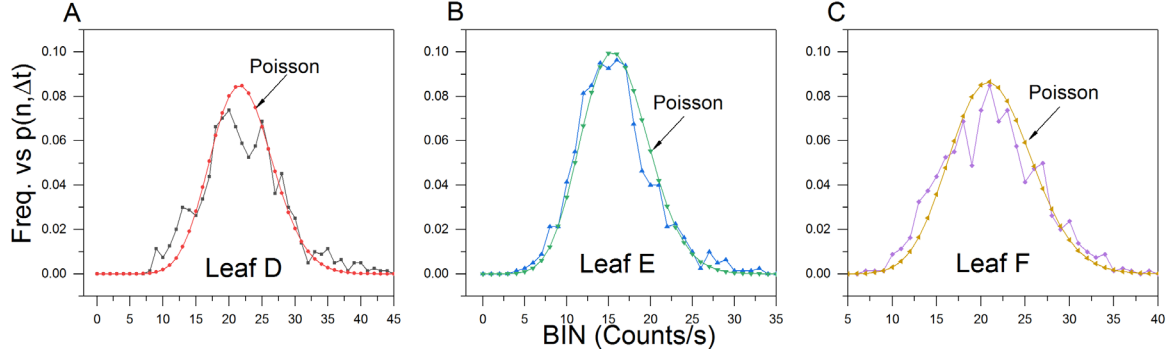 A
B
C
Freq. vs p(n,Δt)
0.10
0.08
0.06
0.04
0.02
0.00
Poisson
Leaf D
0 5 10 15 20 25 30 35 40 45
0.10
0.08
0.06
0.04
0.02
0.00
Poisson
Leaf E
0 5 10 15 20 25 30 35
0.10
0.08
0.06
0.04
0.02
0.00
Poisson
Leaf F
5 10 15 20 25 30 35 40
BIN (Counts/s)